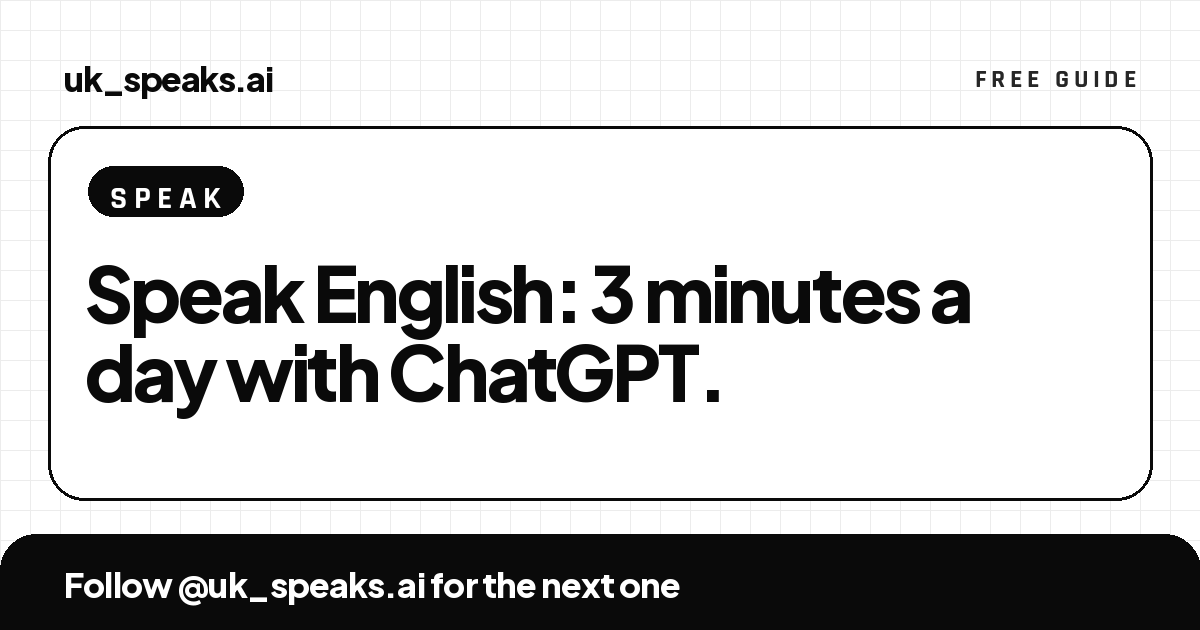 uk_speaks.ai
FREE GUIDE
SPEAK
Speak English: 3 minutes a
day with ChatGPT.
Follow @uk_speaks.ai for the next one